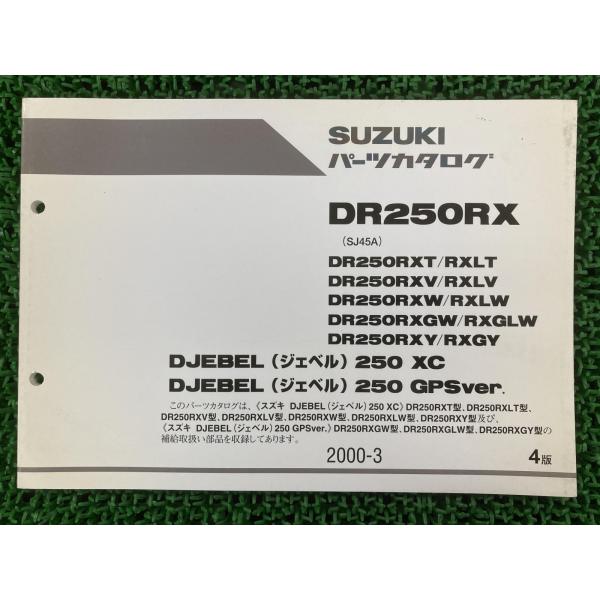 SUZUKI
パーツカタログ
DR250RX
(SJ45A)
DR250RXT/RXLT
DR250RXV/RXLV
DR250RXW/RXLW
DR250RXGW/RXGLW
DR250RXY/RXGY
DJEBEL (ジェベル) 250 XC
DJEBEL (ジェベル) 250 GPSver.
このパーツカタログは、《スズキ DJEBEL(ジェベル)250 XC》DR250RXT型、DR250RXLT型、
DR250RXV型、DR250RXLV型、DR250RXW型、DR250RXLW型、DR250RXY型及び、
《スズキ DJEBEL(ジェベル)250 GPSver.》DR250RXGW型、DR250RXGLW型、DR250RXGY型の
補給取扱い部品を収録してあります。
2000-3
4版